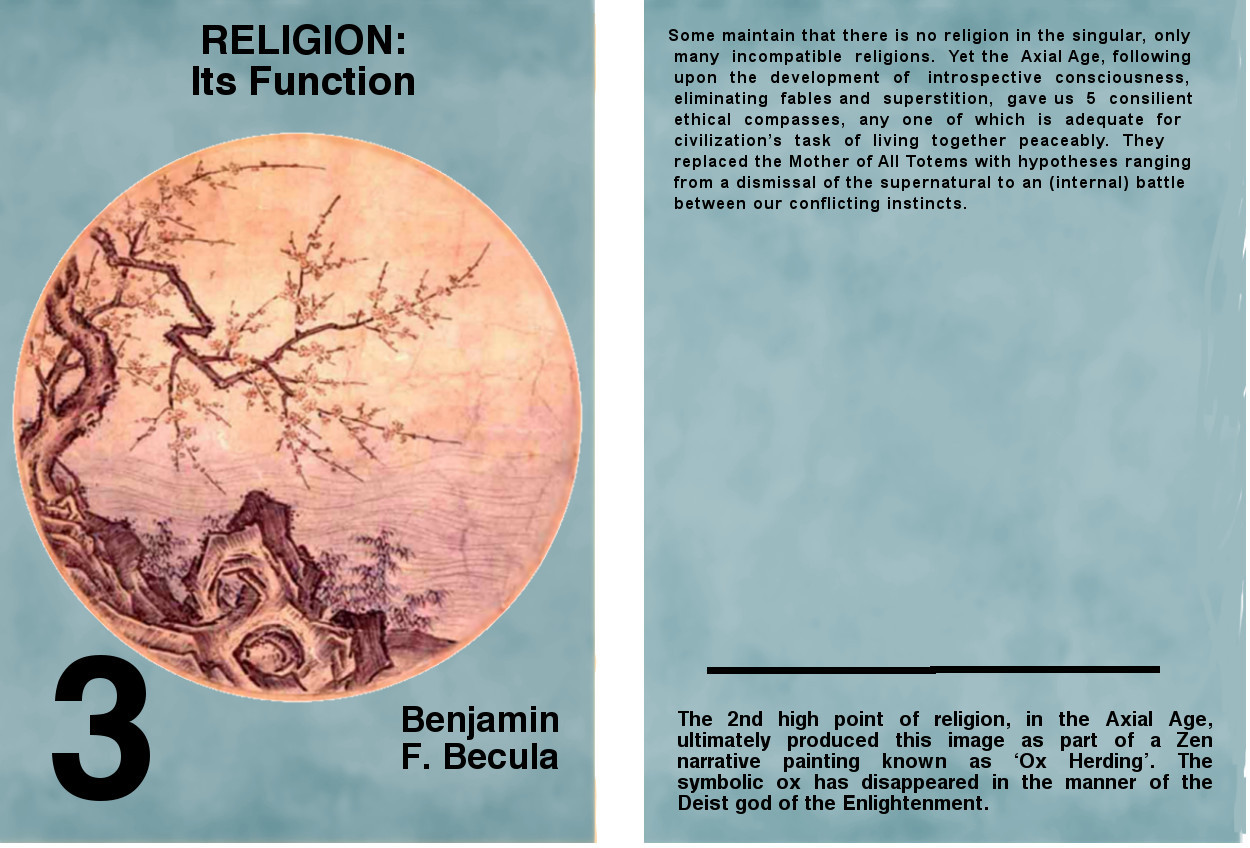 RELIGION:
Its Function
3
Benjamin
F. Becula
Some maintain that there is no religion in the singular, only
many incompatible religions. Yet the Axial Age, following
upon the development of introspective consciousness,
eliminating fables and superstition, gave us 5 consilient
ethical compasses, any one of which is adequate for
civilization's task of living together peaceably. They
replaced the Mother of All Totems with hypotheses ranging
from a dismissal of the supernatural to an (internal) battle
between our conflicting instincts.
The 2nd high point of religion, in the Axial Age,
ultimately produced this image as part of a Zen
narrative painting known as ‘Ox Herding’. The
symbolic ox has disappeared in the manner of the
Deist god of the Enlightenment.